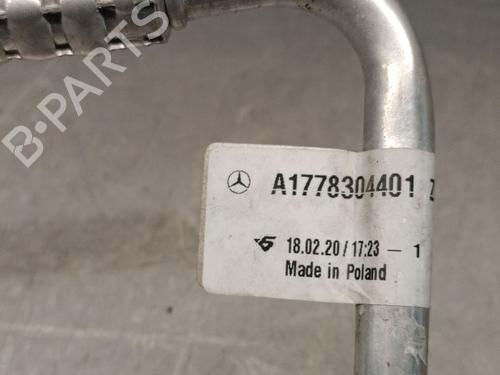 B-PARTS
A1778304401 Z
18.02.20 / 17:23 – 1
Made in Poland